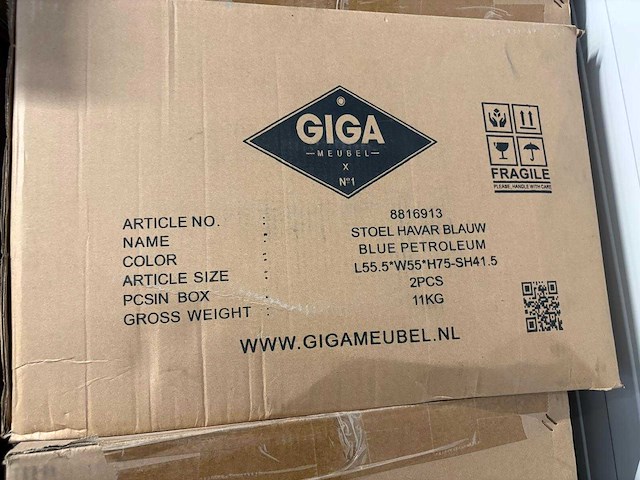 GIGA
—MEUBEL—
X
Nº1
FRAGILE
PLEASE, HANDLE WITH CARE
ARTICLE NO. : 8816913
NAME : STOEL HAVAR BLAUW
COLOR : BLUE PETROLEUM
ARTICLE SIZE : L55.5*W55*H75-SH41.5
PCSIN BOX : 2PCS
GROSS WEIGHT : 11KG
WWW.GIGAMEUBEL.NL